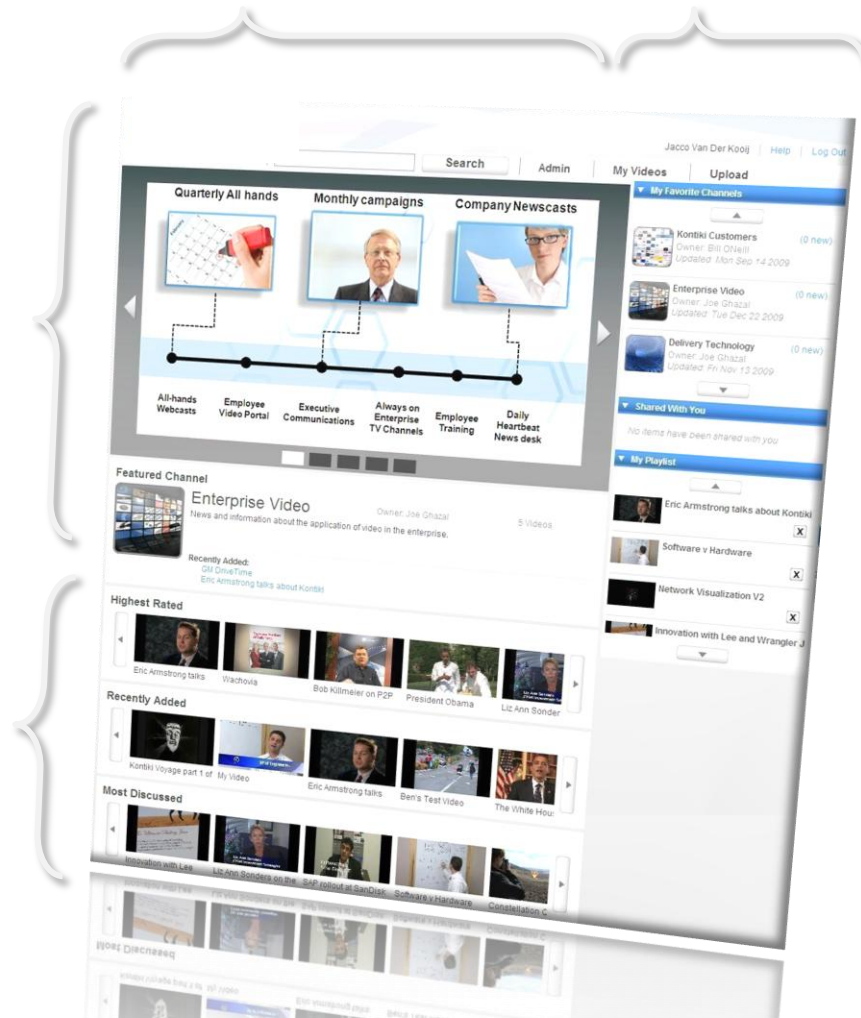 Jacco Van Der Kooij | Help | Log Out
Search | Admin | My Videos | Upload
Quarterly All hands
Monthly campaigns
Company Newscasts
All-hands
Webcasts
Employee
Video Portal
Executive
Communications
Always on
Enterprise
TV Channels
Employee
Training
Daily
Heartbeat
News desk
Featured Channel
Enterprise Video
Owner: Joe Ghazal
5 Videos
News and information about the application of video in the enterprise.
Recently Added:
GM DriveTime
Eric Armstrong talks about Kontiki
Highest Rated
Eric Armstrong talks
Wachovia
Bob Killmeier on P2P
President Obama
Liz Ann Sonder
Recently Added
Kontiki Voyage part 1 of
My Video
Eric Armstrong talks
Ben's Test Video
The White Hou
Most Discussed
Innovation with Lee
Liz Ann Sonders on the
SAP rollout at SanDisk
Software v Hardware
Constellation C
My Favorite Channels
Kontiki Customers (0 new)
Owner: Bill ONeill
Updated: Mon Sep 14 2009
Enterprise Video (0 new)
Owner: Joe Ghazal
Updated: Tue Dec 22 2009
Delivery Technology (0 new)
Owner: Joe Ghazal
Updated: Fri Nov 13 2009
Shared With You
No items have been shared with you
My Playlist
Eric Armstrong talks about Kontiki
X
Software v Hardware
X
Network Visualization V2
X
Innovation with Lee and Wrangler J